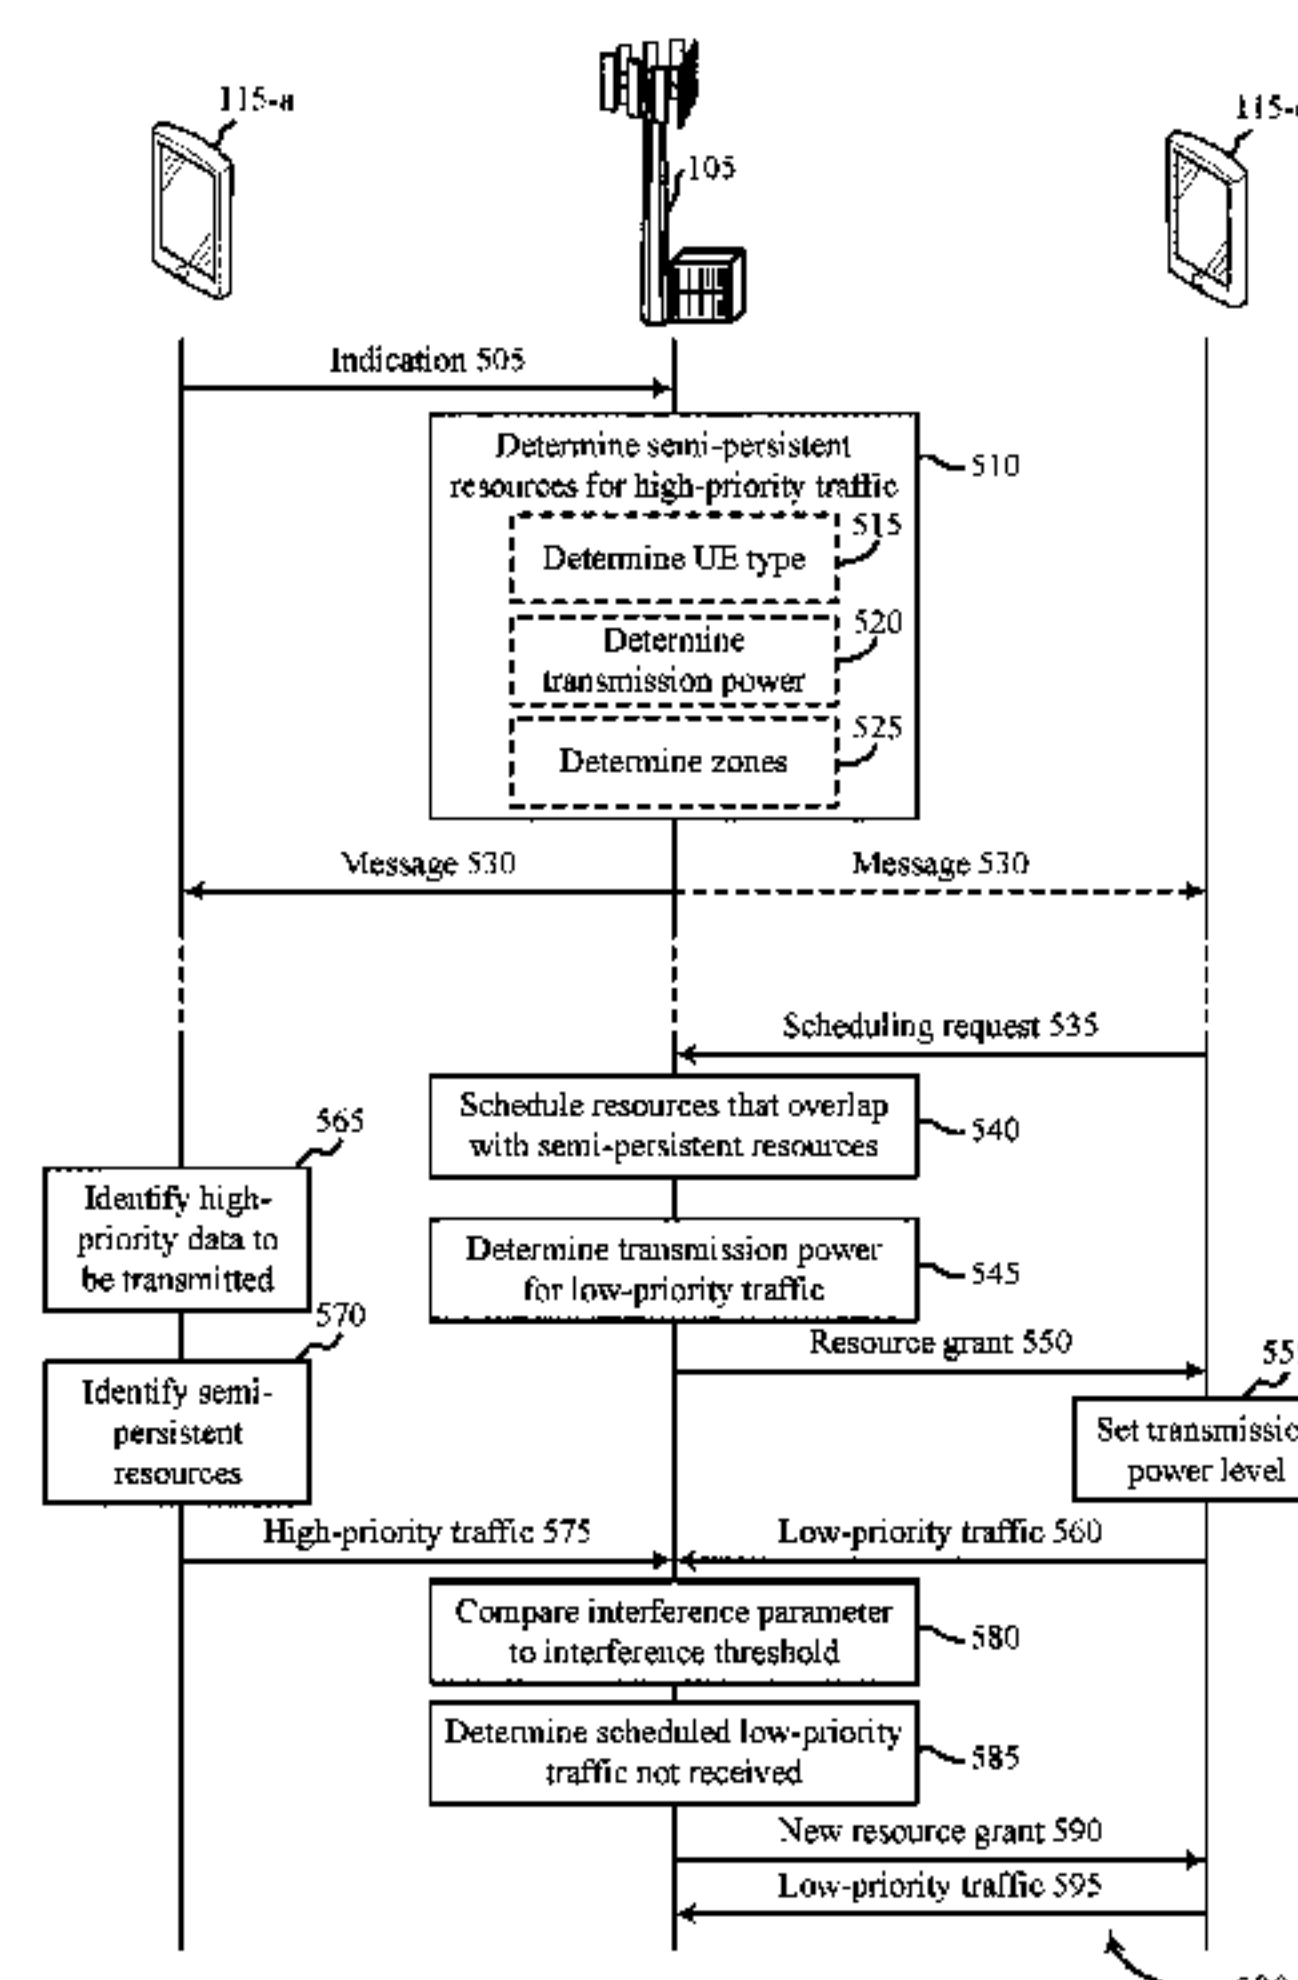 115-a
105
Indication 505
Determine semi-persistent
resources for high-priority traffic
510
515
Determine UE type
520
Determine
transmission power
525
Determine zones
Message 530
Message 530
Scheduling request 535
Schedule resources that overlap
with semi-persistent resources
540
565
Identify high-
priority data to
be transmitted
Determine transmission power
for low-priority traffic
545
570
Resource grant 550
Identify semi-
persistent
resources
Set
power level
High-priority traffic 575
Low-priority traffic 560
Compare interference parameter
to interference threshold
580
Determine scheduled low-priority
traffic not received
585
New resource grant 590
Low-priority traffic 595